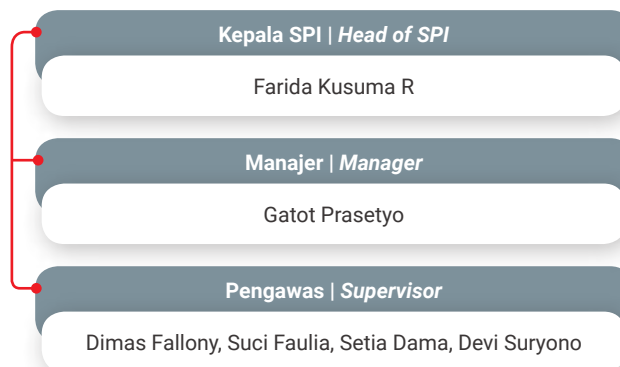 Kepala SPI | Head of SPI
Farida Kusuma R
Manajer | Manager
Gatot Prasetyo
Pengawas | Supervisor
Dimas Fallony, Suci Faulia, Setia Dama, Devi Suryono